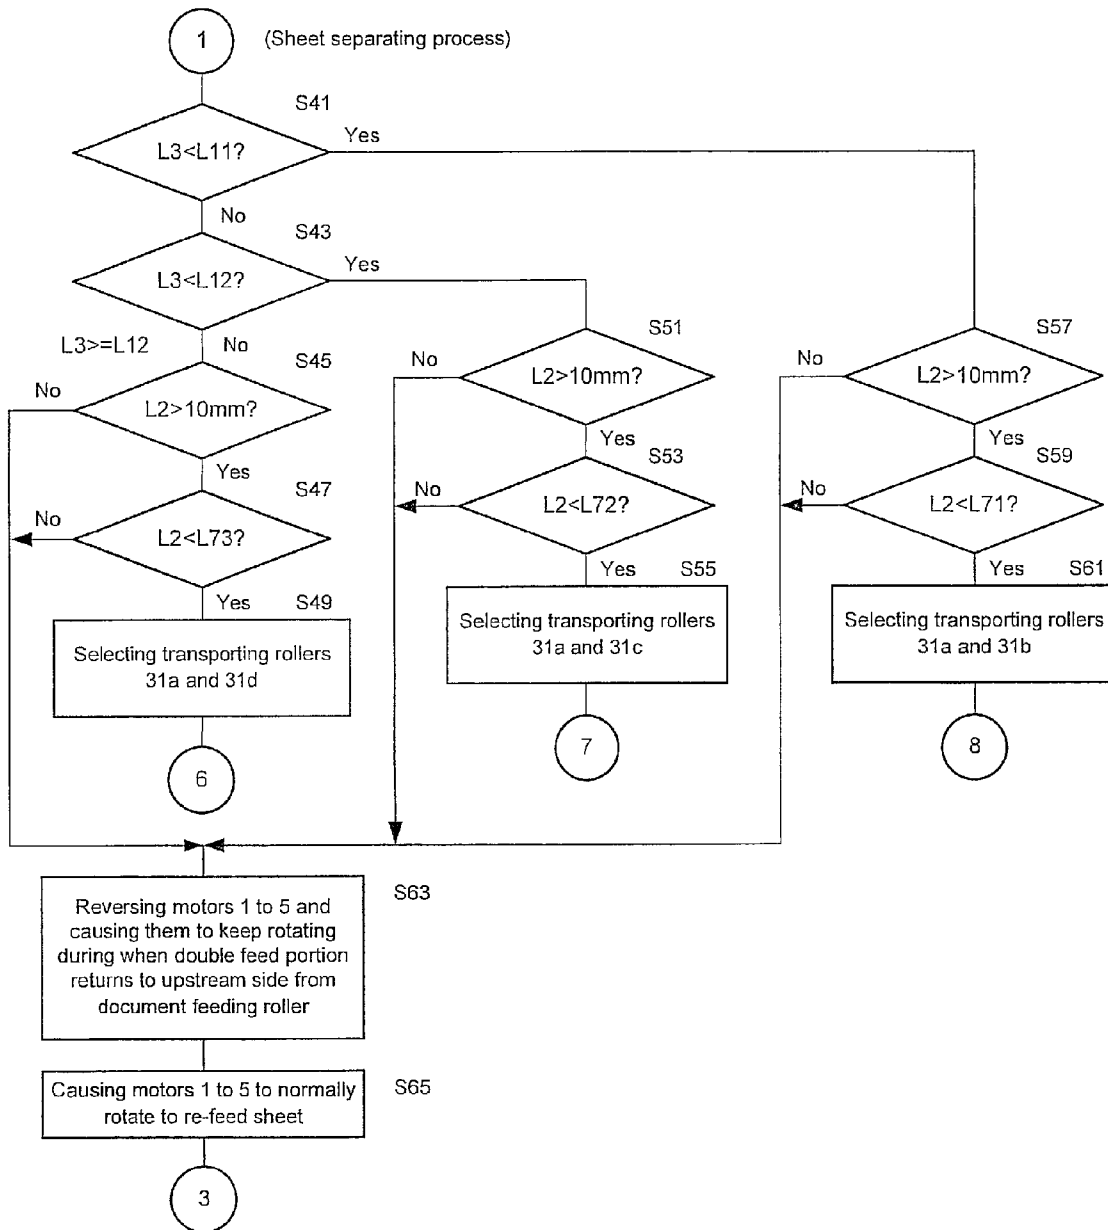 1 (Sheet separating process)
S41
L3<L11?
Yes
No
S43
L3<L12?
Yes
L3>=L12
No
S45
No
L2>10mm?
Yes
S47
No
L2<L73?
Yes
S49
Selecting transporting rollers
31a and 31d
6
S51
No
L2>10mm?
Yes
S53
No
L2<L72?
Yes
S55
Selecting transporting rollers
31a and 31c
7
S57
No
L2>10mm?
Yes
S59
No
L2<L71?
Yes
S61
Selecting transporting rollers
31a and 31b
8
S63
Reversing motors 1 to 5 and
causing them to keep rotating
during when double feed portion
returns to upstream side from
document feeding roller
S65
Causing motors 1 to 5 to normally
rotate to re-feed sheet
3